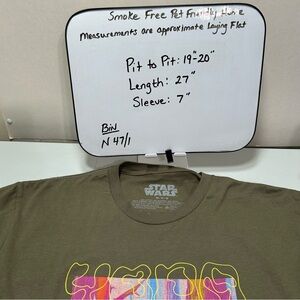 Smoke Free Pet Friendly Home
Measurements are approximate Laying Flat
Pit to Pit: 19"-20"
Length: 27"
Sleeve: 7"
BiN
N 47/1
STAR
WARS